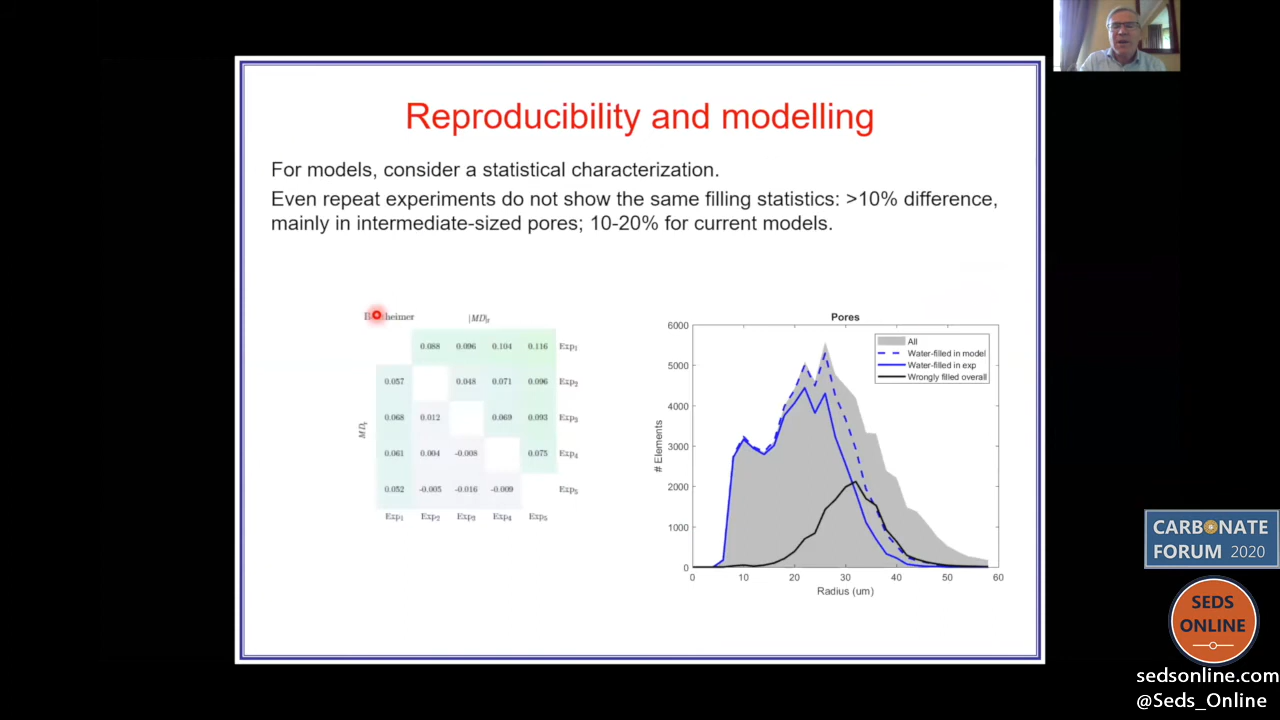 Reproducibility and modelling
For models, consider a statistical characterization.
Even repeat experiments do not show the same filling statistics: >10% difference,
mainly in intermediate-sized pores; 10-20% for current models.
|MD|
0.088 0.096 0.104 0.116 Exp1
0.057 0.048 0.071 0.096 Exp2
0.068 0.012 0.069 0.093 Exp3
0.061 0.004 -0.008 0.075 Exp4
0.052 -0.005 -0.016 -0.009 Exp5
Exp1 Exp2 Exp3 Exp4 Exp5
MD
Pores
All
Water-filled in model
Water-filled in exp
Wrongly filled overall
6000
5000
4000
3000
2000
1000
0
# Elements
0 10 20 30 40 50 60
Radius (um)
CARBONATE
FORUM 2020
SEDS
ONLINE
sedsonline.com
@Seds_Online